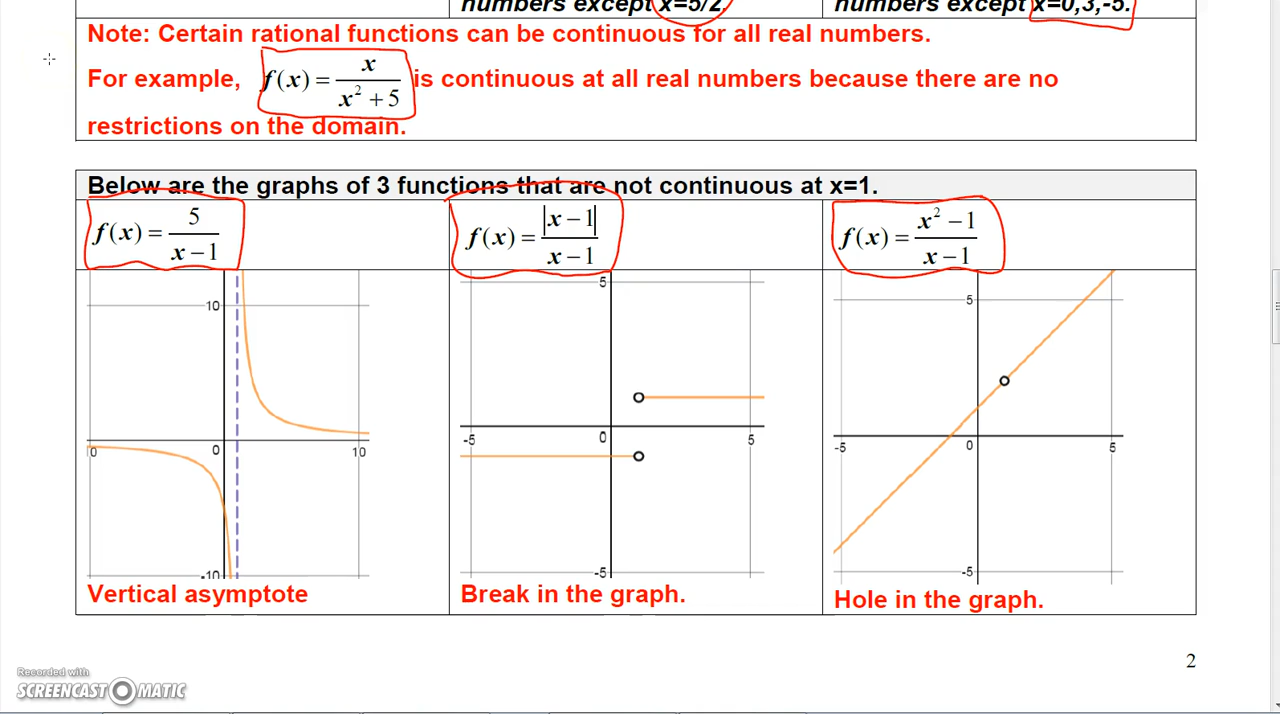 numbers except x=5/2.
numbers except x=0,3,-5.
Note: Certain rational functions can be continuous for all real numbers.
For example, f(x) = x / (x² + 5) is continuous at all real numbers because there are no
restrictions on the domain.
Below are the graphs of 3 functions that are not continuous at x=1.
f(x) = 5 / (x − 1)
f(x) = |x − 1| / (x − 1)
f(x) = (x² − 1) / (x − 1)
10
0
0
10
-10
5
-5
0
5
-5
5
-5
0
5
-5
Vertical asymptote
Break in the graph.
Hole in the graph.
2
Recorded with
SCREENCAST-O-MATIC